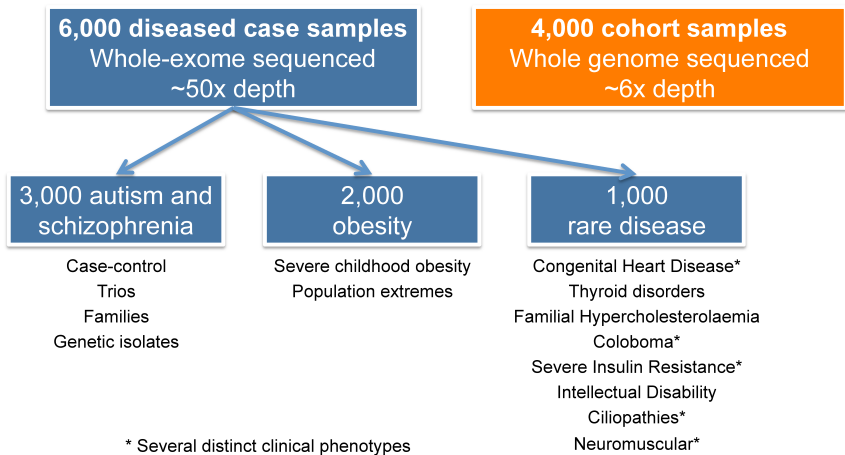 6,000 diseased case samples
Whole-exome sequenced
~50x depth
4,000 cohort samples
Whole genome sequenced
~6x depth
3,000 autism and
schizophrenia
2,000
obesity
1,000
rare disease
Case-control
Trios
Families
Genetic isolates
Severe childhood obesity
Population extremes
Congenital Heart Disease*
Thyroid disorders
Familial Hypercholesterolaemia
Coloboma*
Severe Insulin Resistance*
Intellectual Disability
Ciliopathies*
Neuromuscular*
* Several distinct clinical phenotypes